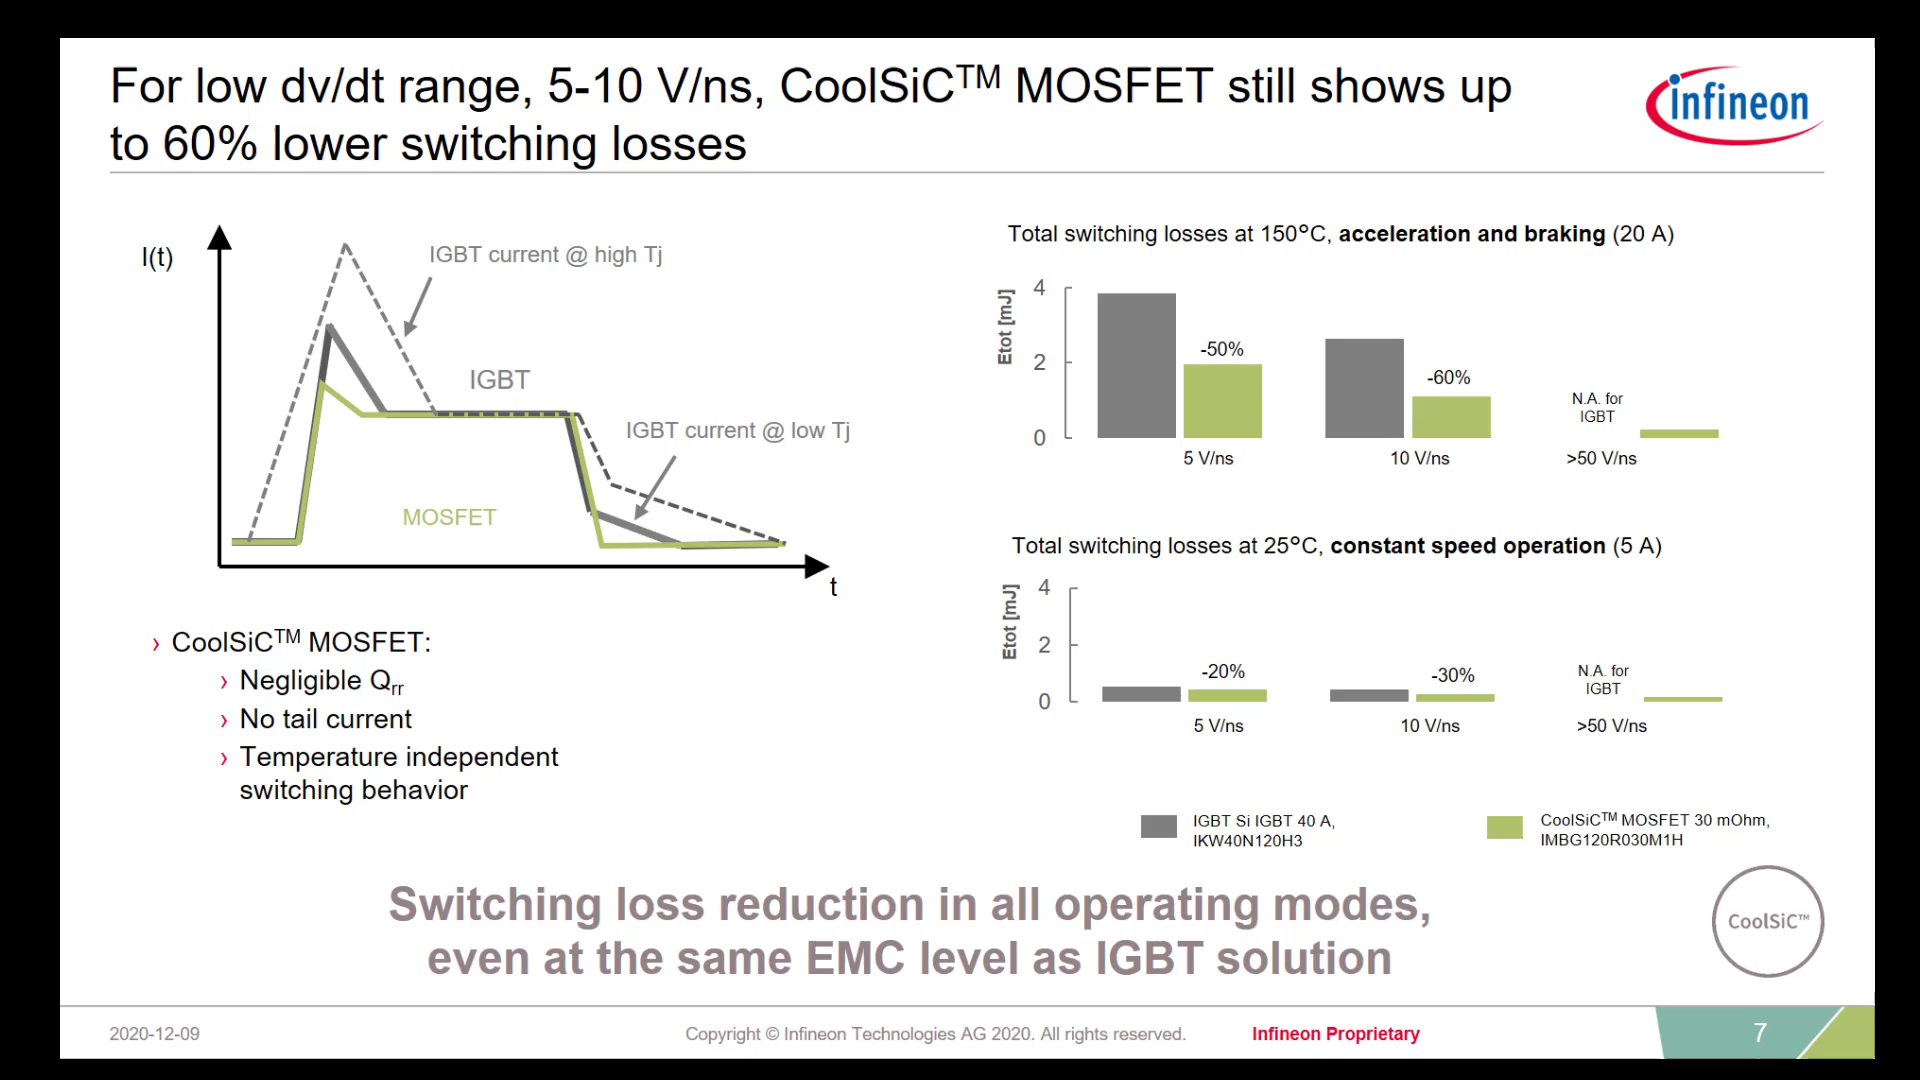 For low dv/dt range, 5-10 V/ns, CoolSiC™ MOSFET still shows up
to 60% lower switching losses
infineon
I(t)
IGBT current @ high Tj
IGBT
IGBT current @ low Tj
MOSFET
t
› CoolSiC™ MOSFET:
› Negligible Qrr
› No tail current
› Temperature independent
switching behavior
Total switching losses at 150°C, acceleration and braking (20 A)
Etot [mJ]
4
2
0
-50%
-60%
N.A. for
IGBT
5 V/ns
10 V/ns
>50 V/ns
Total switching losses at 25°C, constant speed operation (5 A)
Etot [mJ]
4
2
0
-20%
-30%
N.A. for
IGBT
5 V/ns
10 V/ns
>50 V/ns
IGBT Si IGBT 40 A,
IKW40N120H3
CoolSiC™ MOSFET 30 mOhm,
IMBG120R030M1H
Switching loss reduction in all operating modes,
even at the same EMC level as IGBT solution
CoolSiC™
2020-12-09
Copyright © Infineon Technologies AG 2020. All rights reserved.
Infineon Proprietary
7